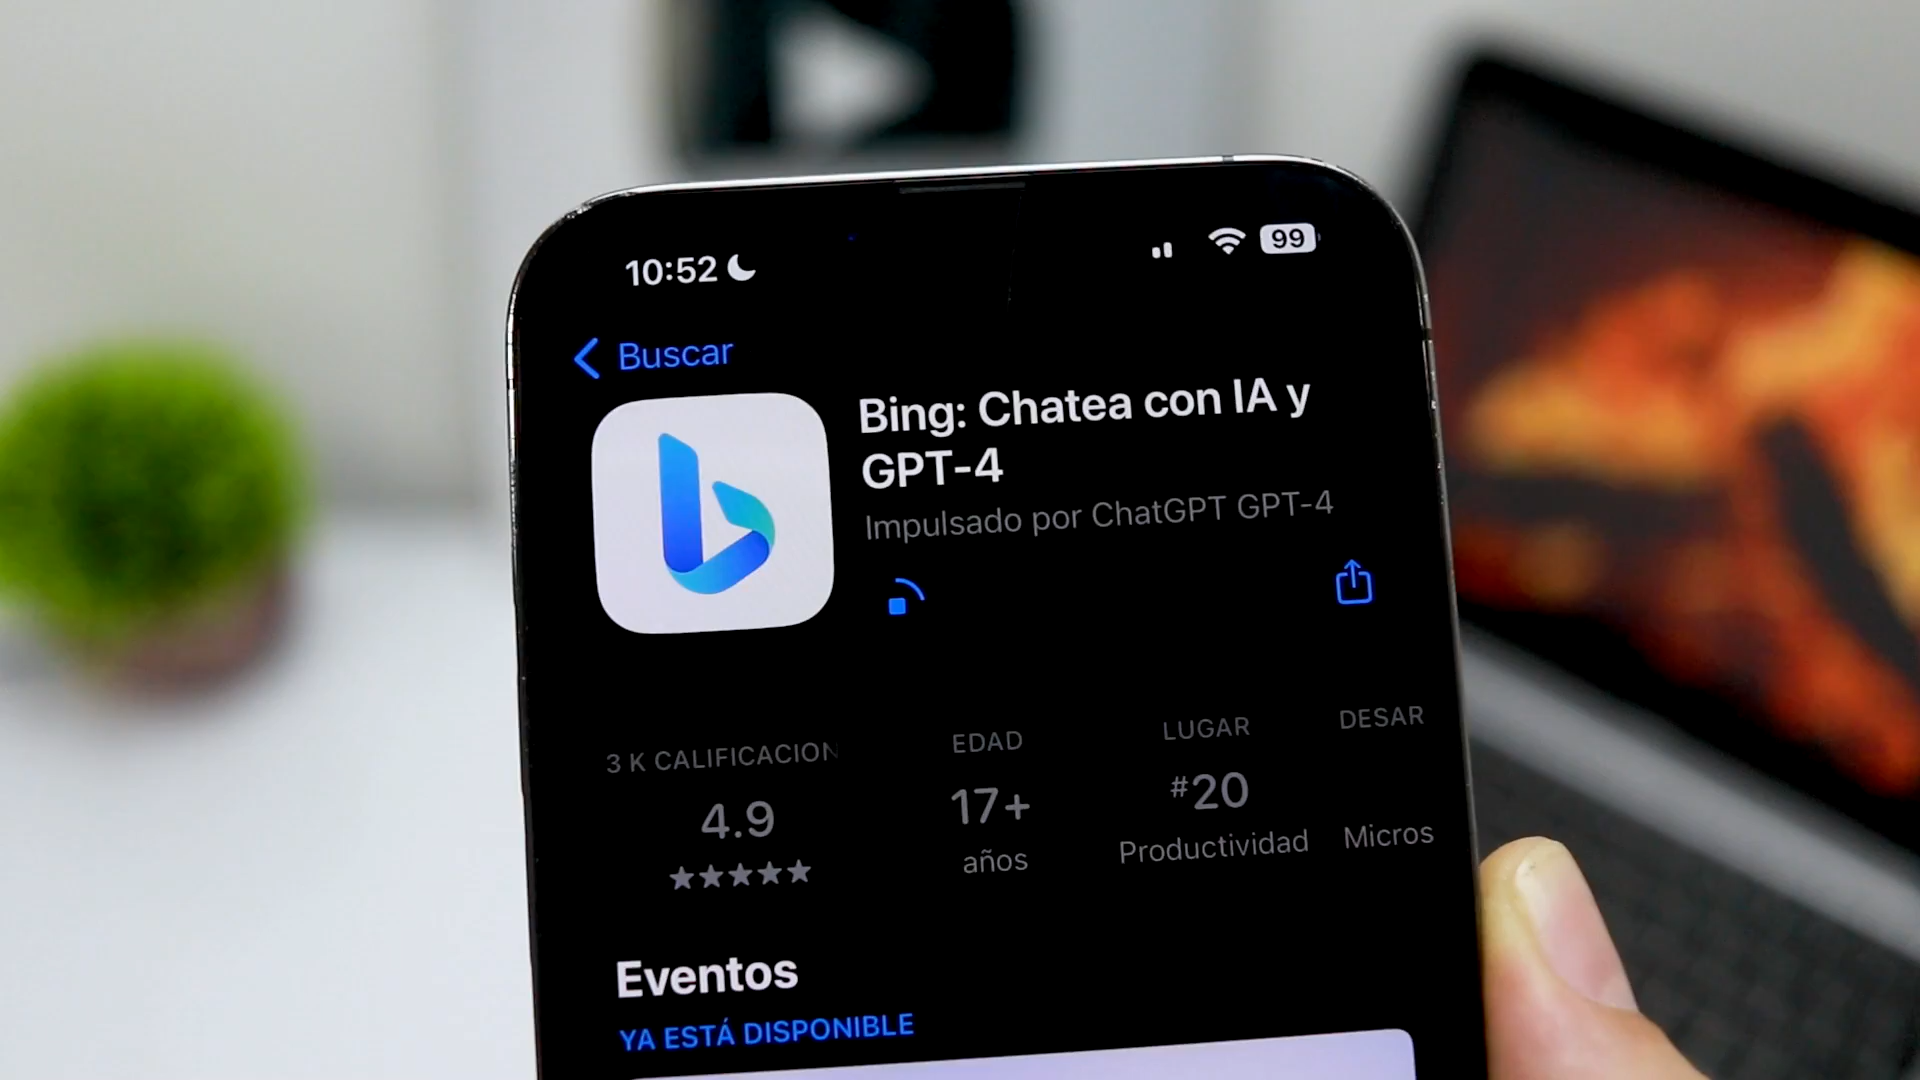 10:52
99
Buscar
Bing: Chatea con IA y
GPT-4
Impulsado por ChatGPT GPT-4
3 K CALIFICACION
4.9
EDAD
17+
años
LUGAR
#20
Productividad
DESAR
Micros
Eventos
YA ESTÁ DISPONIBLE